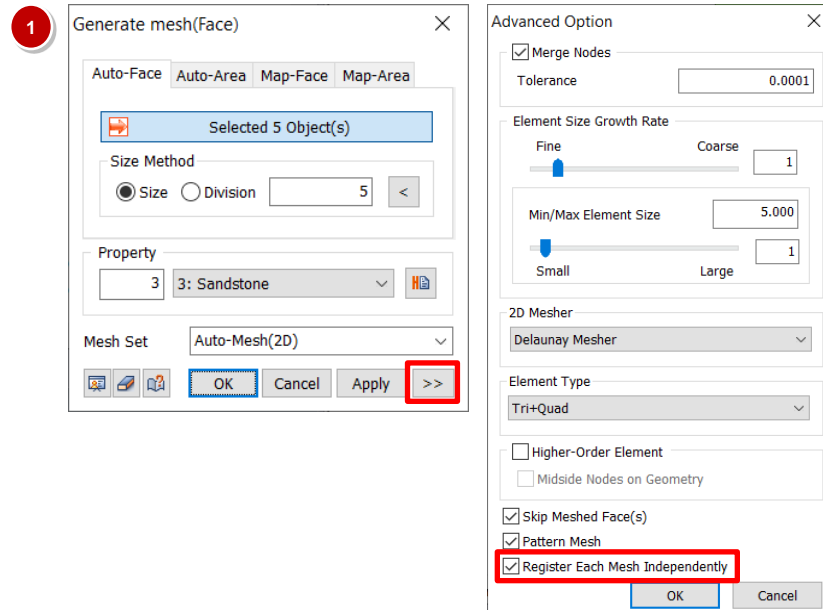 1
Generate mesh(Face)
Auto-Face Auto-Area Map-Face Map-Area
Selected 5 Object(s)
Size Method
Size Division 5 <
Property
3 3: Sandstone
Mesh Set Auto-Mesh(2D)
OK Cancel Apply >>
Advanced Option
Merge Nodes
Tolerance 0.0001
Element Size Growth Rate
Fine Coarse
1
Min/Max Element Size 5.000
1
Small Large
2D Mesher
Delaunay Mesher
Element Type
Tri+Quad
Higher-Order Element
Midside Nodes on Geometry
Skip Meshed Face(s)
Pattern Mesh
Register Each Mesh Independently
OK Cancel